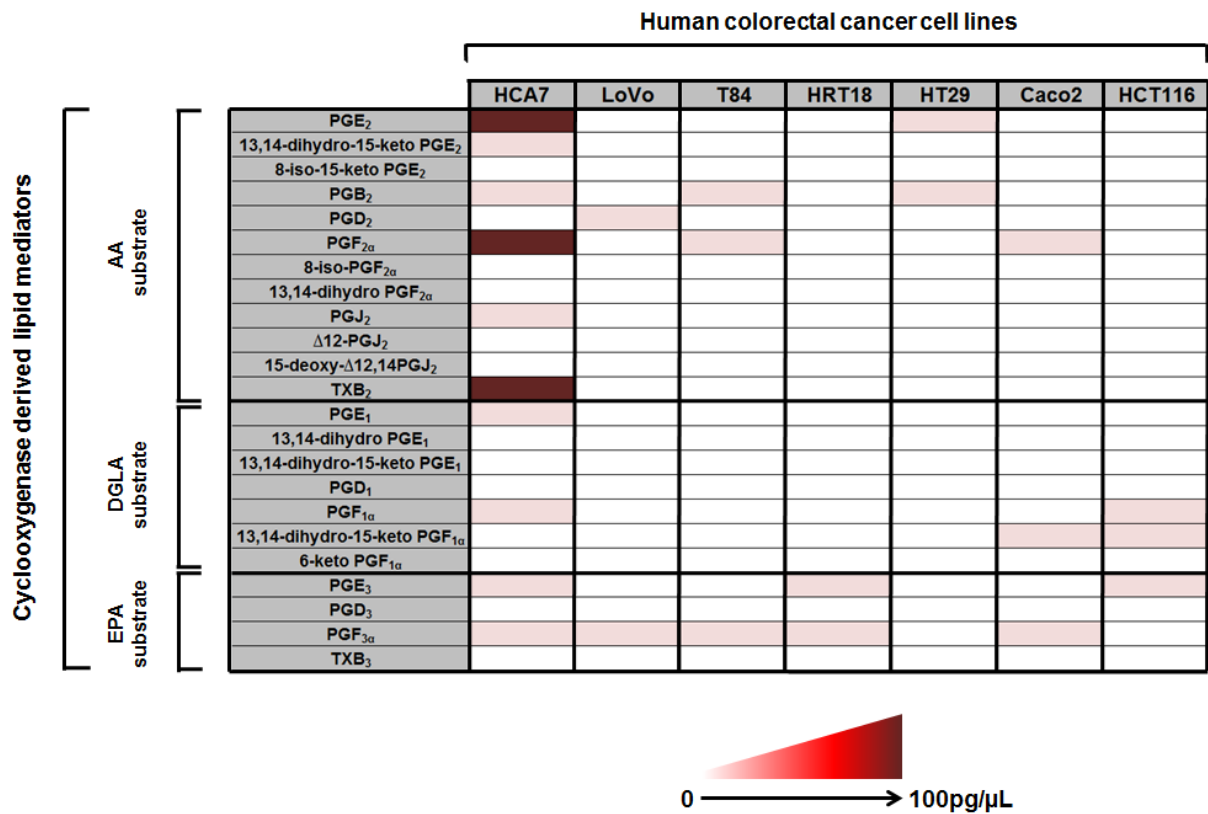 Human colorectal cancer cell lines
HCA7 LoVo T84 HRT18 HT29 Caco2 HCT116
Cyclooxygenase derived lipid mediators
AA
substrate
PGE₂
13,14-dihydro-15-keto PGE₂
8-iso-15-keto PGE₂
PGB₂
PGD₂
PGF₂α
8-iso-PGF₂α
13,14-dihydro PGF₂α
PGJ₂
Δ12-PGJ₂
15-deoxy-Δ12,14PGJ₂
TXB₂
DGLA
substrate
PGE₁
13,14-dihydro PGE₁
13,14-dihydro-15-keto PGE₁
PGD₁
PGF₁α
13,14-dihydro-15-keto PGF₁α
6-keto PGF₁α
EPA
substrate
PGE₃
PGD₃
PGF₃α
TXB₃
0 100pg/µL